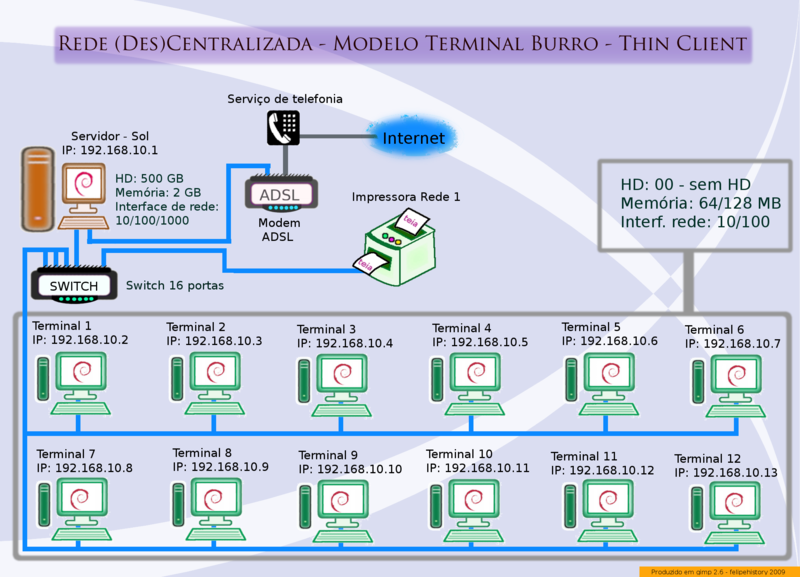 Rede (Des)Centralizada - Modelo Terminal Burro - Thin Client
Serviço de telefonia
Internet
Servidor - Sol
IP: 192.168.10.1
HD: 500 GB
Memória: 2 GB
Interface de rede:
10/100/1000
ADSL
Modem
ADSL
Impressora Rede 1
teia
teia
HD: 00 - sem HD
Memória: 64/128 MB
Interf. rede: 10/100
SWITCH
Switch 16 portas
Terminal 1
IP: 192.168.10.2
Terminal 2
IP: 192.168.10.3
Terminal 3
IP: 192.168.10.4
Terminal 4
IP: 192.168.10.5
Terminal 5
IP: 192.168.10.6
Terminal 6
IP: 192.168.10.7
Terminal 7
IP: 192.168.10.8
Terminal 8
IP: 192.168.10.9
Terminal 9
IP: 192.168.10.10
Terminal 10
IP: 192.168.10.11
Terminal 11
IP: 192.168.10.12
Terminal 12
IP: 192.168.10.13
Produzido em gimp 2.6 - felipehistory 2009